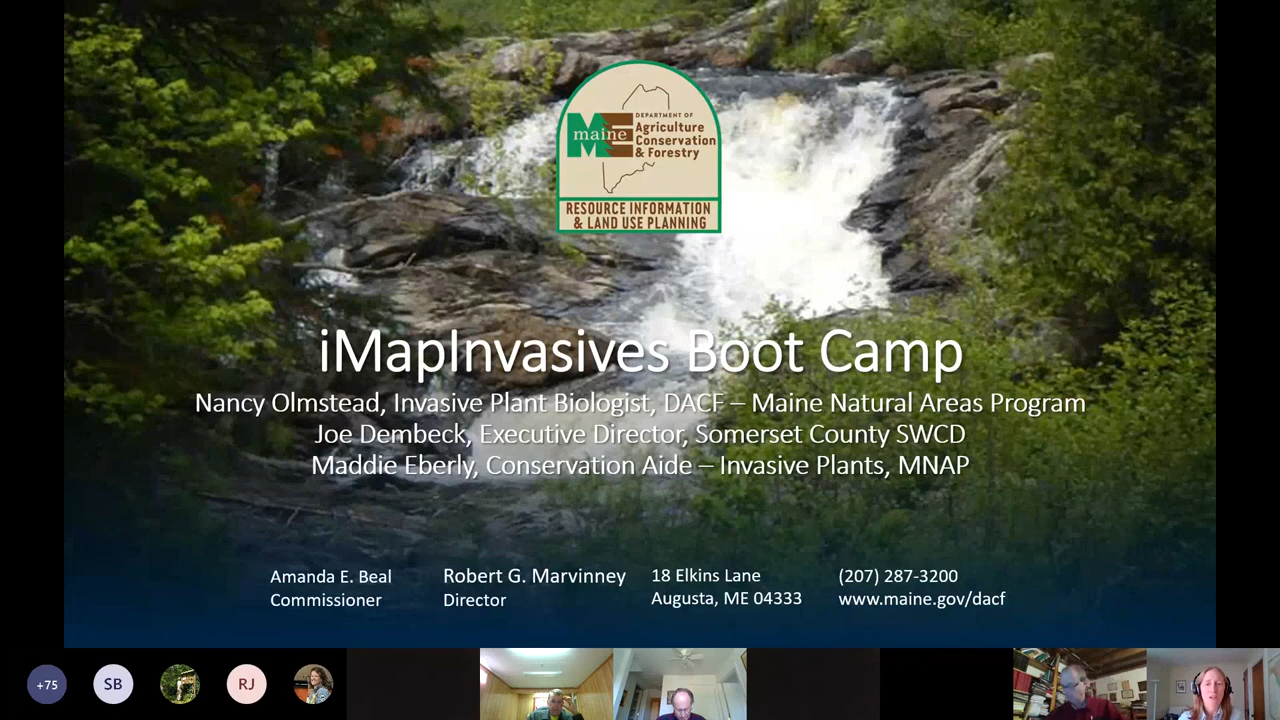 DEPARTMENT OF
maine
Agriculture
Conservation
& Forestry
RESOURCE INFORMATION
& LAND USE PLANNING
iMapInvasives Boot Camp
Nancy Olmstead, Invasive Plant Biologist, DACF – Maine Natural Areas Program
Joe Dembeck, Executive Director, Somerset County SWCD
Maddie Eberly, Conservation Aide – Invasive Plants, MNAP
Amanda E. Beal
Commissioner
Robert G. Marvinney
Director
18 Elkins Lane
Augusta, ME 04333
(207) 287-3200
www.maine.gov/dacf
+75
SB
RJ